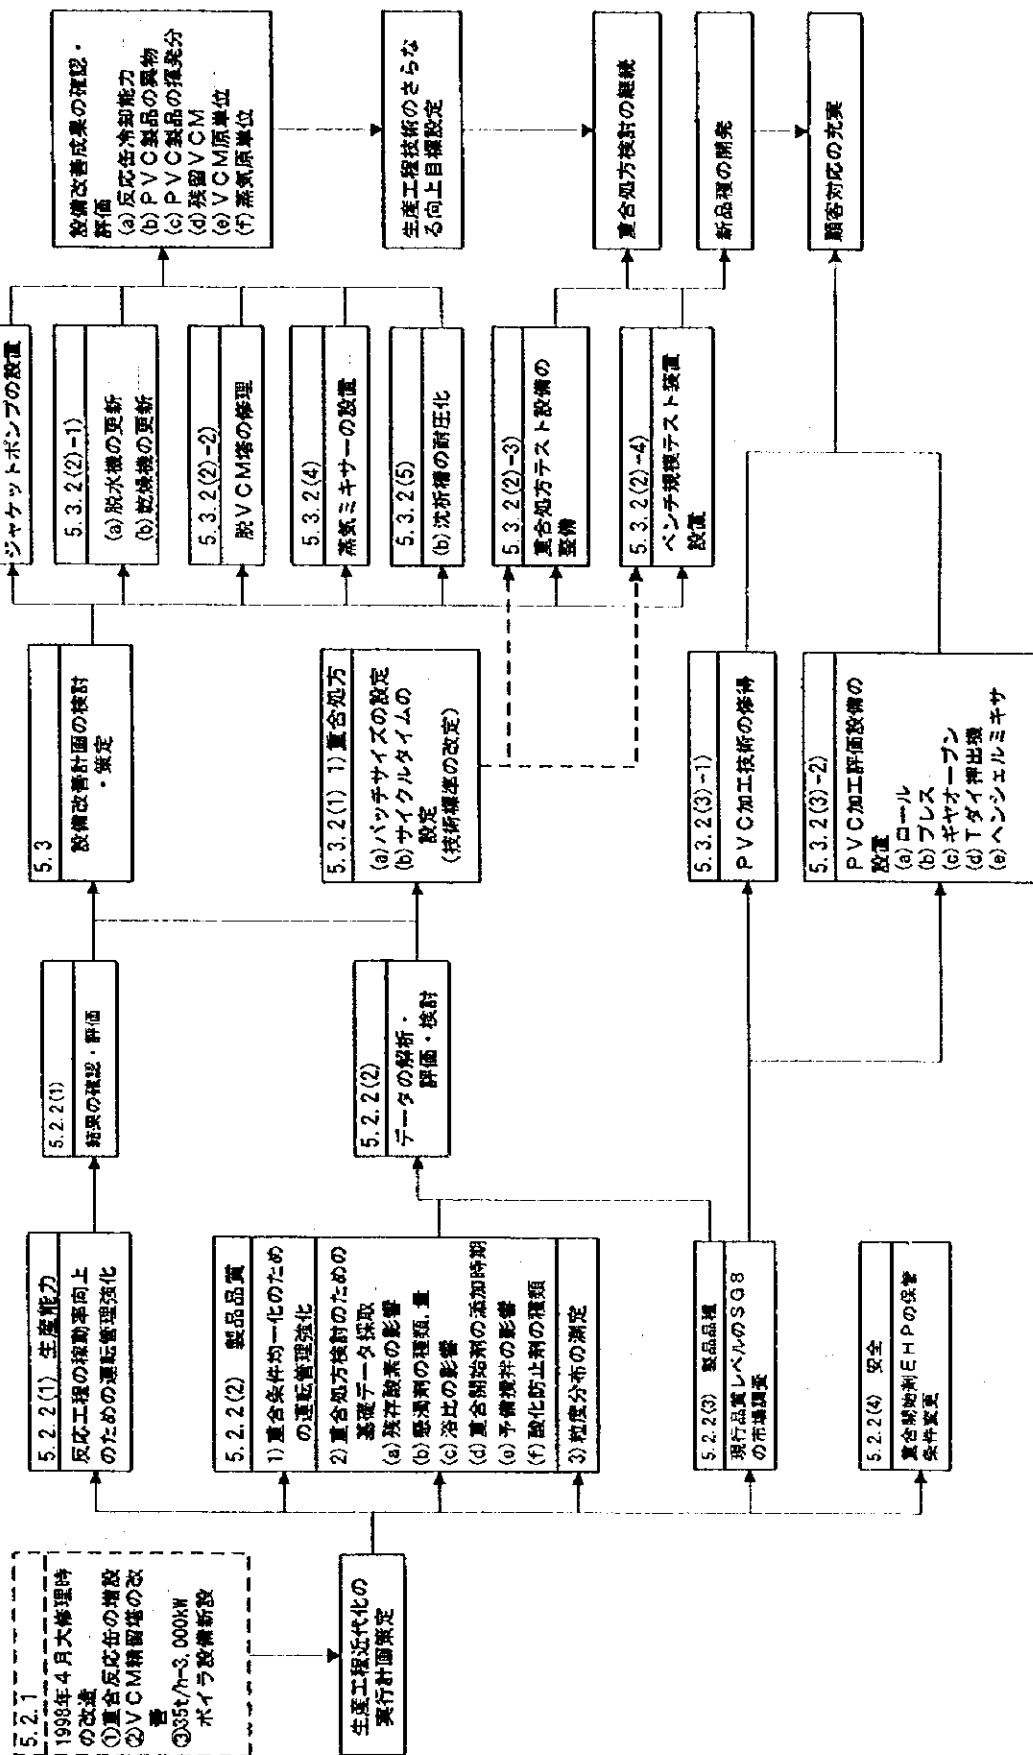 5.2.1
1998年4月大修理時
の改造
①重合反応缶の増設
②VCM精留塔の改
善
③35t/h-3,000kW
ボイラ設備新設
生産工程近代化の
実行計画策定
5.2.2(1) 生産能力
反応工程の稼動率向上
のための運転管理強化
5.2.2(2) 製品品質
1)重合条件均一化のため
の運転管理強化
2)重合処方検討のための
基礎データ採取
(a)残存酸素の影響
(b)懸濁剤の種類,量
(c)浴比の影響
(d)重合開始剤の添加時期
(e)予備攪拌の影響
(f)酸化防止剤の種類
3)粒度分布の測定
5.2.2(3) 製品品種
現行品質レベルのSG8
の市場調査
5.2.2(4) 安全
重合開始剤EHPの保管
条件変更
5.2.2(1)
結果の確認・評価
5.2.2(2)
データの解析・
評価・検討
5.3
設備改善計画の検討
・策定
5.3.2(1) 1)重合処方
(a)バッチサイズの設定
(b)サイクルタイムの
設定
(技術標準の改定)
5.3.2(3)-1)
PVC加工技術の修得
5.3.2(3)-2)
PVC加工評価設備の
設置
(a)ロール
(b)プレス
(c)ギヤオーブン
(d)Tダイ押出機
(e)ヘンシェルミキサ
ジャケットポンプの設置
5.3.2(2)-1)
(a)脱水機の更新
(b)乾燥機の更新
5.3.2(2)-2)
脱VCM塔の修理
5.3.2(4)
蒸気ミキサーの設置
5.3.2(5)
(b)沈析槽の耐圧化
5.3.2(2)-3)
重合処方テスト設備の
整備
5.3.2(2)-4)
ベンチ規模テスト装置
設置
設備改善成果の確認・
評価
(a)反応缶冷却能力
(b)PVC製品の異物
(c)PVC製品の揮発分
(d)残留VCM
(e)VCM原単位
(f)蒸気原単位
生産工程技術のさらな
る向上目標設定
重合処方検討の継続
新品種の開発
顧客対応の充実